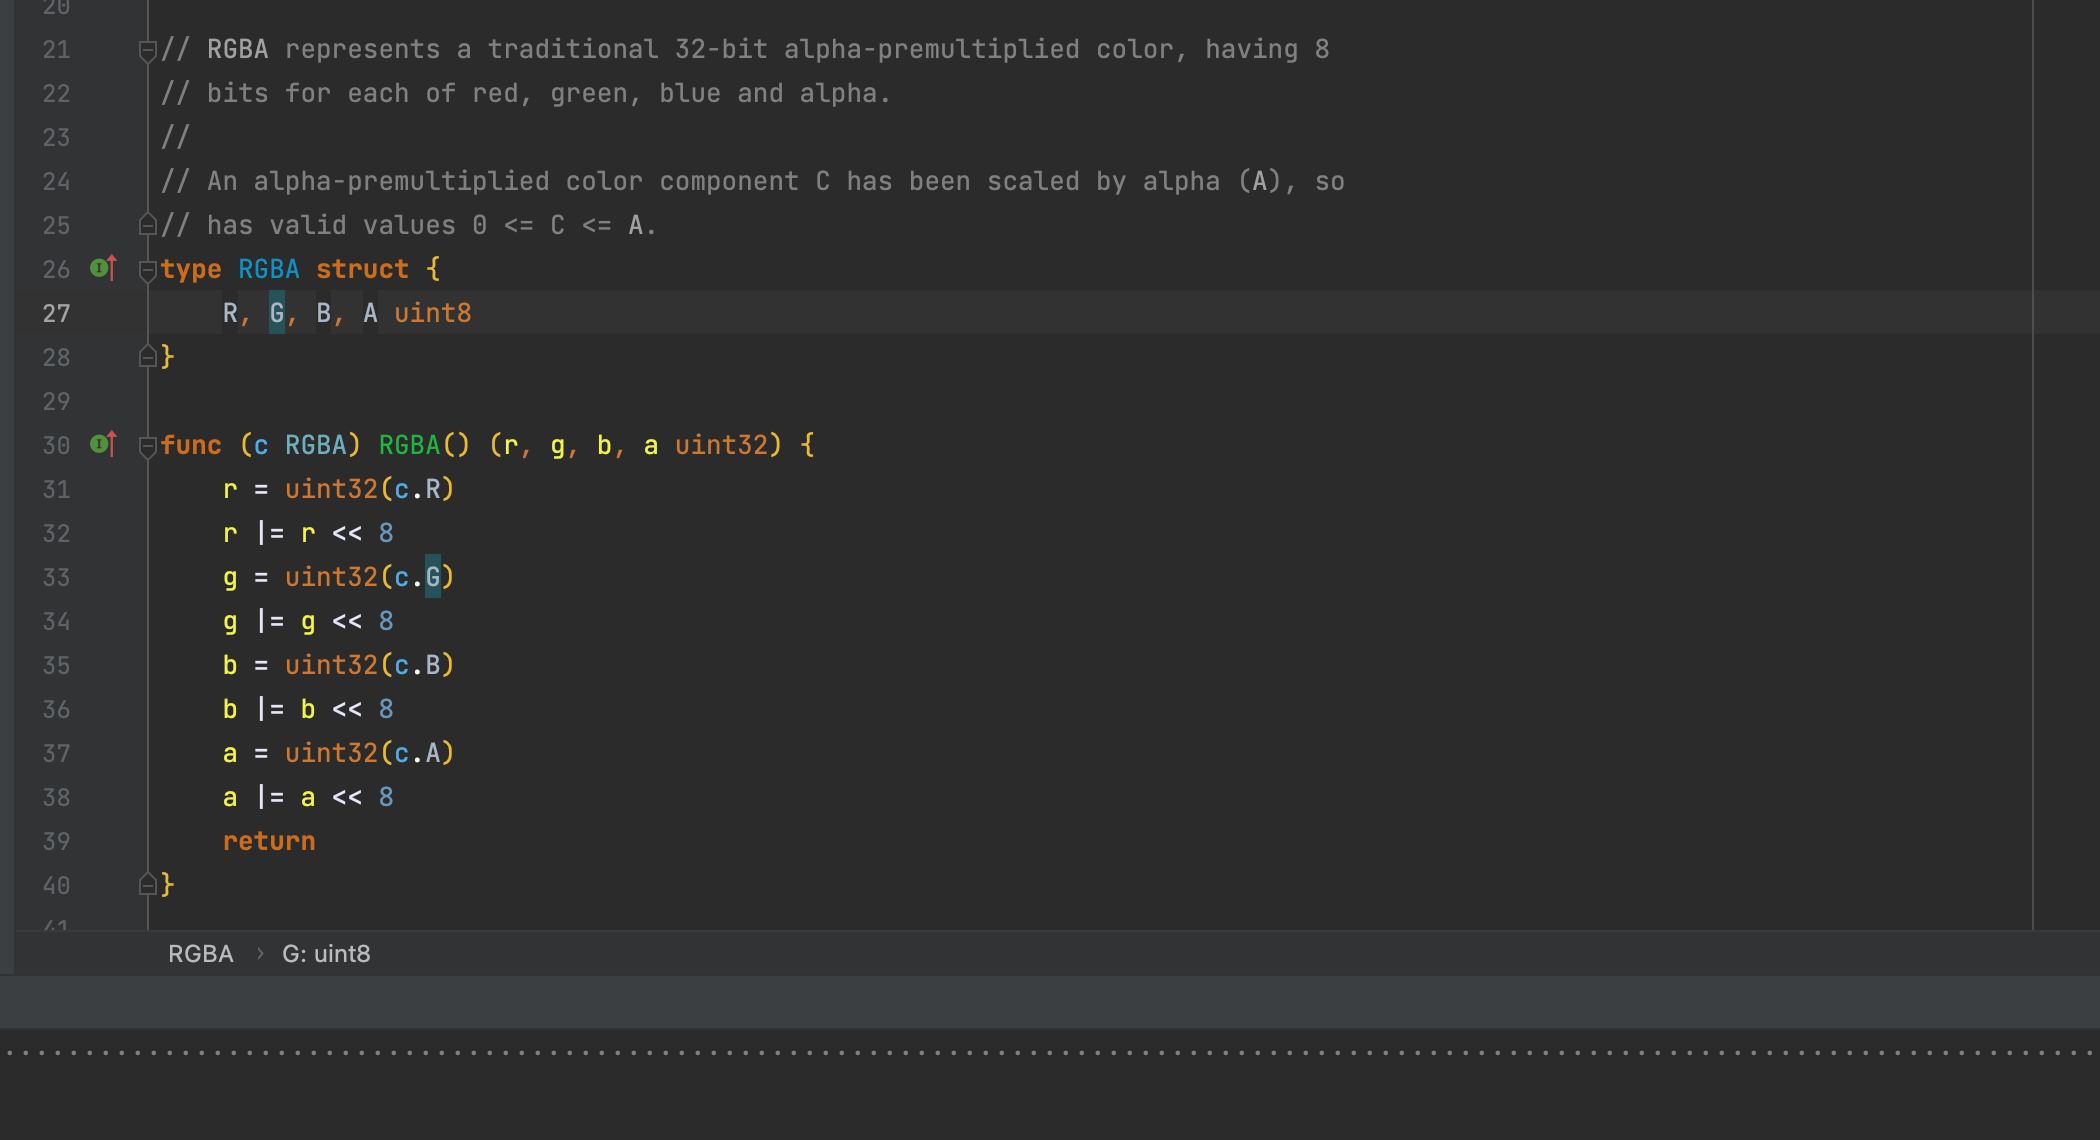 20
21 // RGBA represents a traditional 32-bit alpha-premultiplied color, having 8
22 // bits for each of red, green, blue and alpha.
23 //
24 // An alpha-premultiplied color component C has been scaled by alpha (A), so
25 // has valid values 0 <= C <= A.
26 type RGBA struct {
27     R, G, B, A uint8
28 }
29
30 func (c RGBA) RGBA() (r, g, b, a uint32) {
31     r = uint32(c.R)
32     r |= r << 8
33     g = uint32(c.G)
34     g |= g << 8
35     b = uint32(c.B)
36     b |= b << 8
37     a = uint32(c.A)
38     a |= a << 8
39     return
40 }
41
RGBA › G: uint8